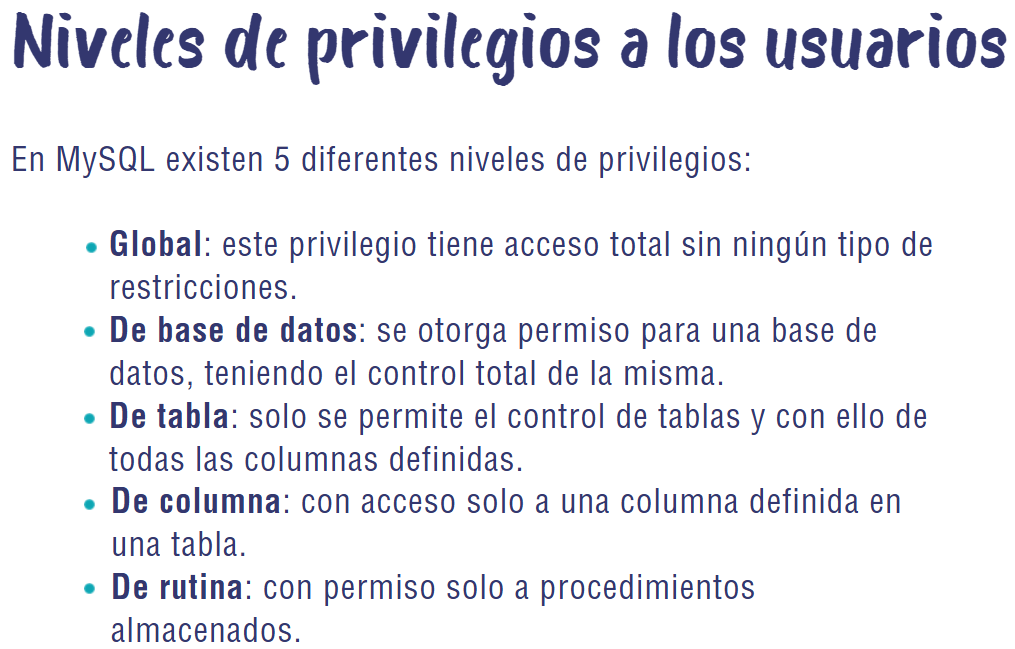 Niveles de privilegios a los usuarios
En MySQL existen 5 diferentes niveles de privilegios:
• Global: este privilegio tiene acceso total sin ningún tipo de
restricciones.
• De base de datos: se otorga permiso para una base de
datos, teniendo el control total de la misma.
• De tabla: solo se permite el control de tablas y con ello de
todas las columnas definidas.
• De columna: con acceso solo a una columna definida en
una tabla.
• De rutina: con permiso solo a procedimientos
almacenados.